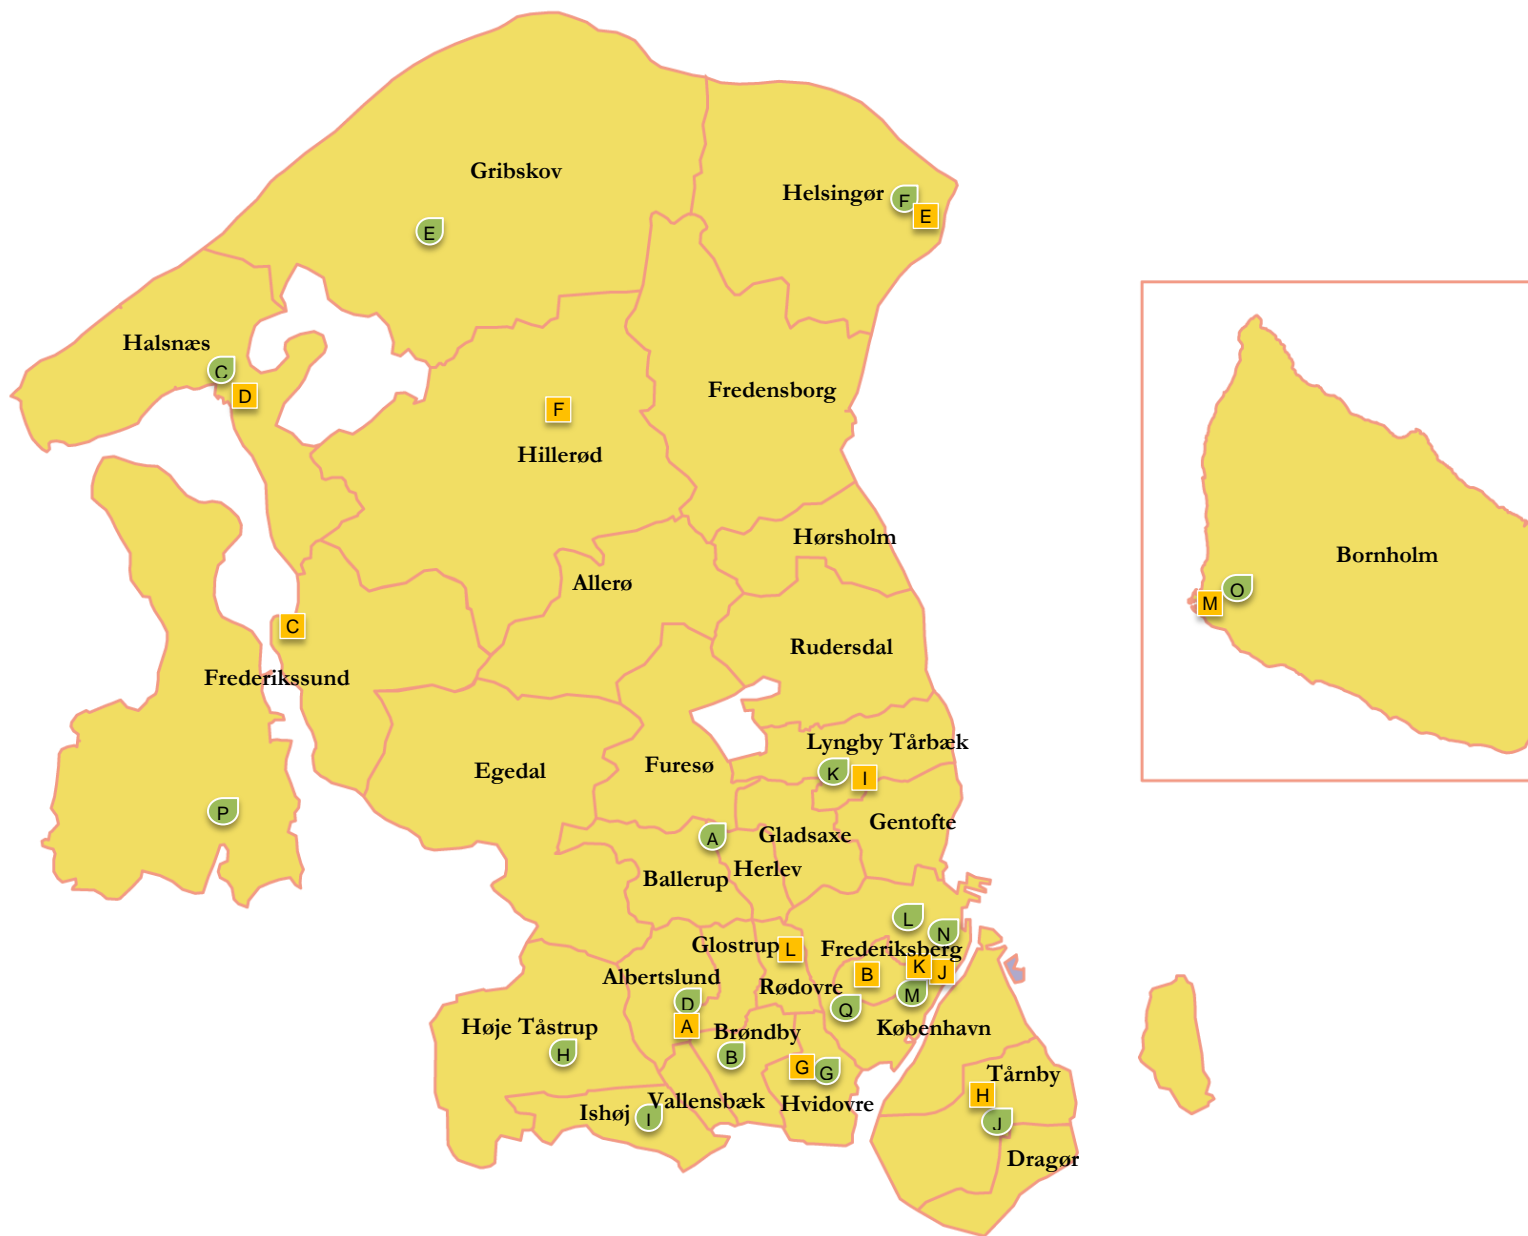 Gribskov
Helsingør
F
E
E
Halsnæs
C
D
F
Fredensborg
Hillerød
Hørsholm
Bornholm
Allerø
O
M
C
Rudersdal
Frederikssund
Lyngby Tårbæk
Egedal
Furesø
K
I
P
Gentofte
A
Gladsaxe
Herlev
Ballerup
L
N
Glostrup
L
Frederiksberg
K
J
B
Albertslund
Rødovre
D
M
Q
A
Høje Tåstrup
Brøndby
København
H
B
G
G
Tårnby
H
Vallensbæk
Hvidovre
Ishøj
I
J
Dragør